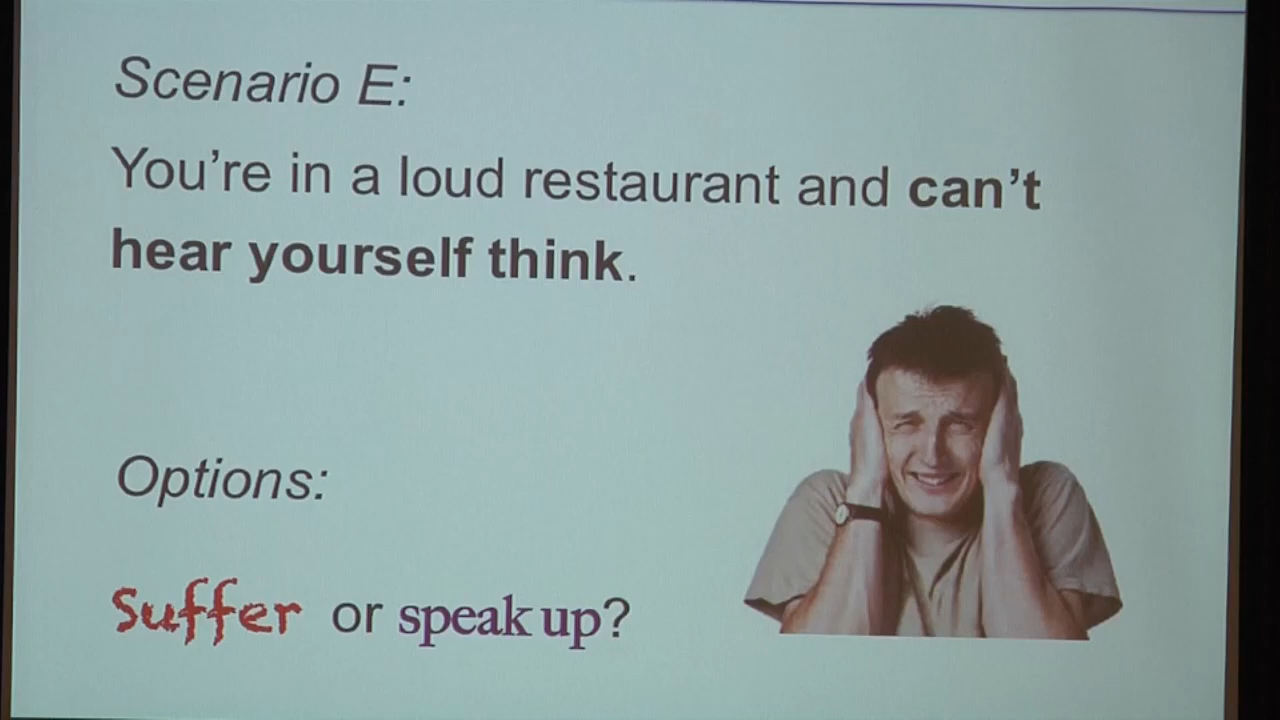 Scenario E:
You're in a loud restaurant and can't
hear yourself think.
Options:
Suffer or speak up?